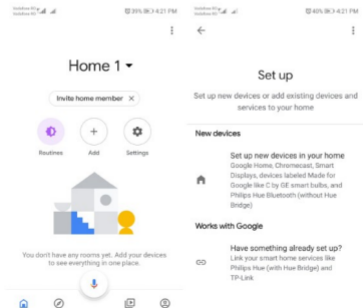 39% 4:21 PM
Home 1
Invite home member ×
Routines
Add
Settings
You don't have any rooms yet. Add your devices
to see everything in one place.
40% 4:21 PM
Set up
Set up new devices or add existing devices and
services to your home
New devices
Set up new devices in your home
Google Home, Chromecast, Smart
Displays, devices labeled Made for
Google like C by GE smart bulbs, and
Philips Hue Bluetooth (without Hue
Bridge)
Works with Google
Have something already set up?
Link your smart home services like
Philips Hue (with Hue Bridge) and
TP-Link